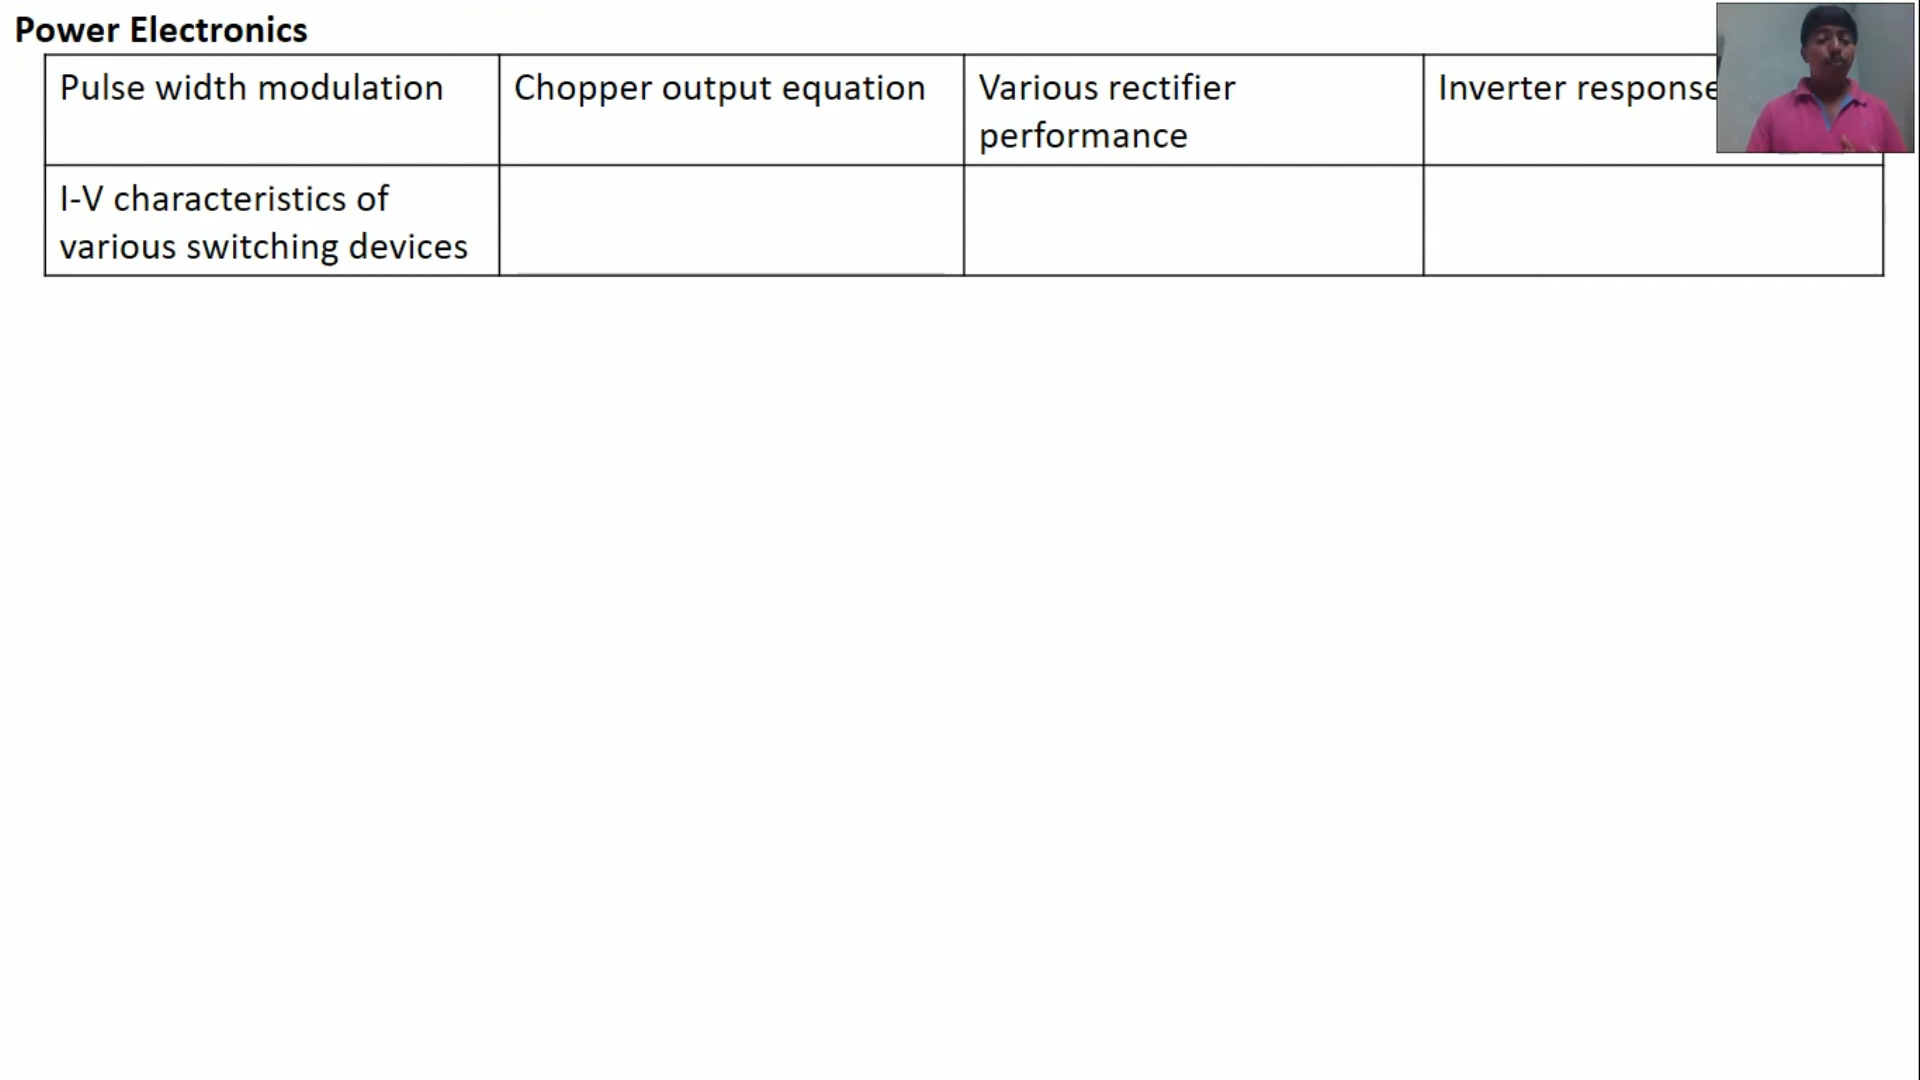 Power Electronics
Pulse width modulation
Chopper output equation
Various rectifier
performance
Inverter response
I-V characteristics of
various switching devices